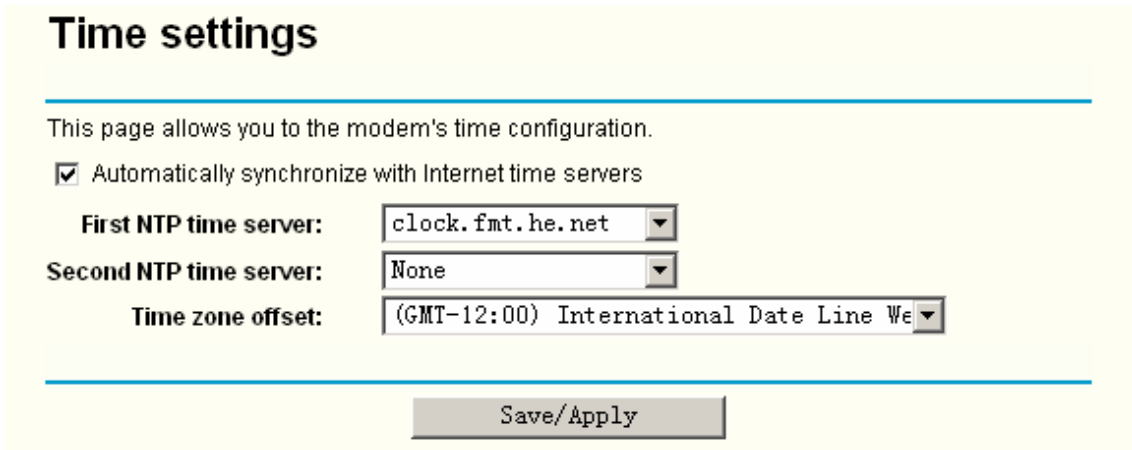 Time settings
This page allows you to the modem's time configuration.
Automatically synchronize with Internet time servers
First NTP time server: clock.fmt.he.net
Second NTP time server: None
Time zone offset: (GMT-12:00) International Date Line We
Save/Apply